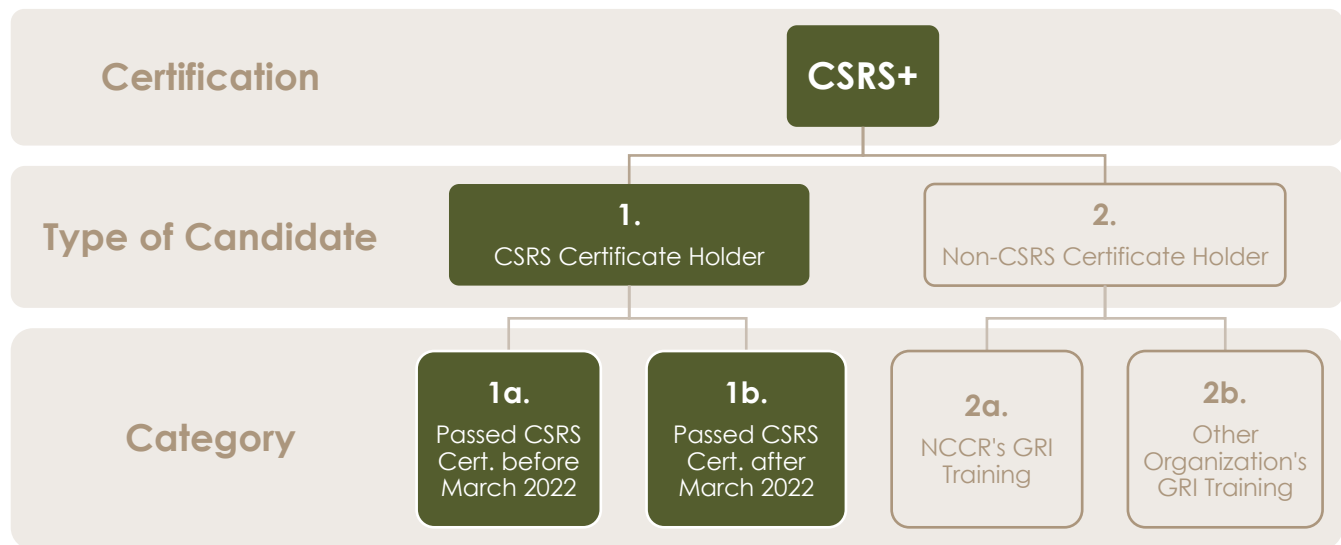 Certification
CSRS+
Type of Candidate
1.
CSRS Certificate Holder
2.
Non-CSRS Certificate Holder
Category
1a.
Passed CSRS
Cert. before
March 2022
1b.
Passed CSRS
Cert. after
March 2022
2a.
NCCR's GRI
Training
2b.
Other
Organization's
GRI Training